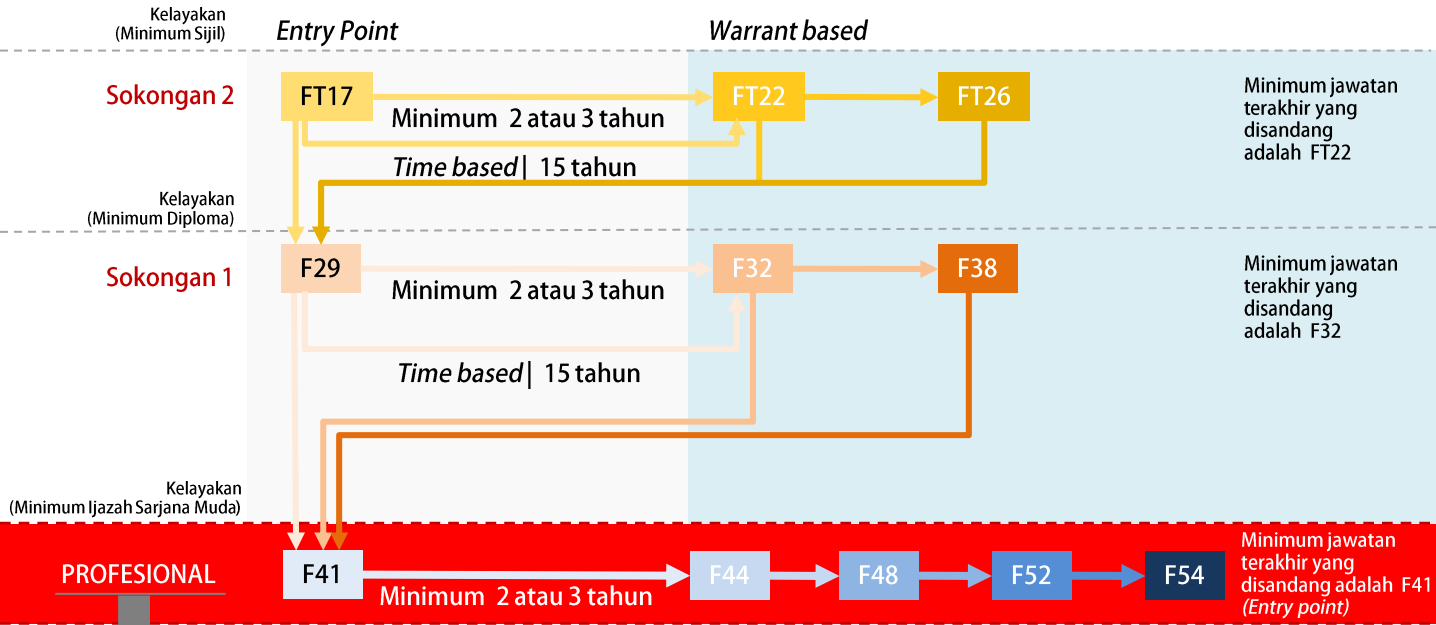 Kelayakan
(Minimum Sijil)
Entry Point
Warrant based
Sokongan 2
FT17
FT22
FT26
Minimum 2 atau 3 tahun
Time based| 15 tahun
Minimum jawatan
terakhir yang
disandang
adalah FT22
Kelayakan
(Minimum Diploma)
Sokongan 1
F29
F32
F38
Minimum 2 atau 3 tahun
Time based| 15 tahun
Minimum jawatan
terakhir yang
disandang
adalah F32
Kelayakan
(Minimum Ijazah Sarjana Muda)
PROFESIONAL
F41
F44
F48
F52
F54
Minimum 2 atau 3 tahun
Minimum jawatan
terakhir yang
disandang adalah F41
(Entry point)